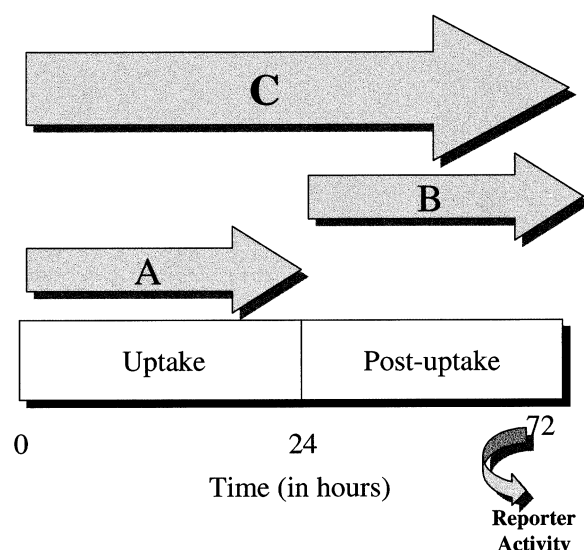 C
B
A
Uptake Post-uptake
0 24 72
Time (in hours)
Reporter
Activity